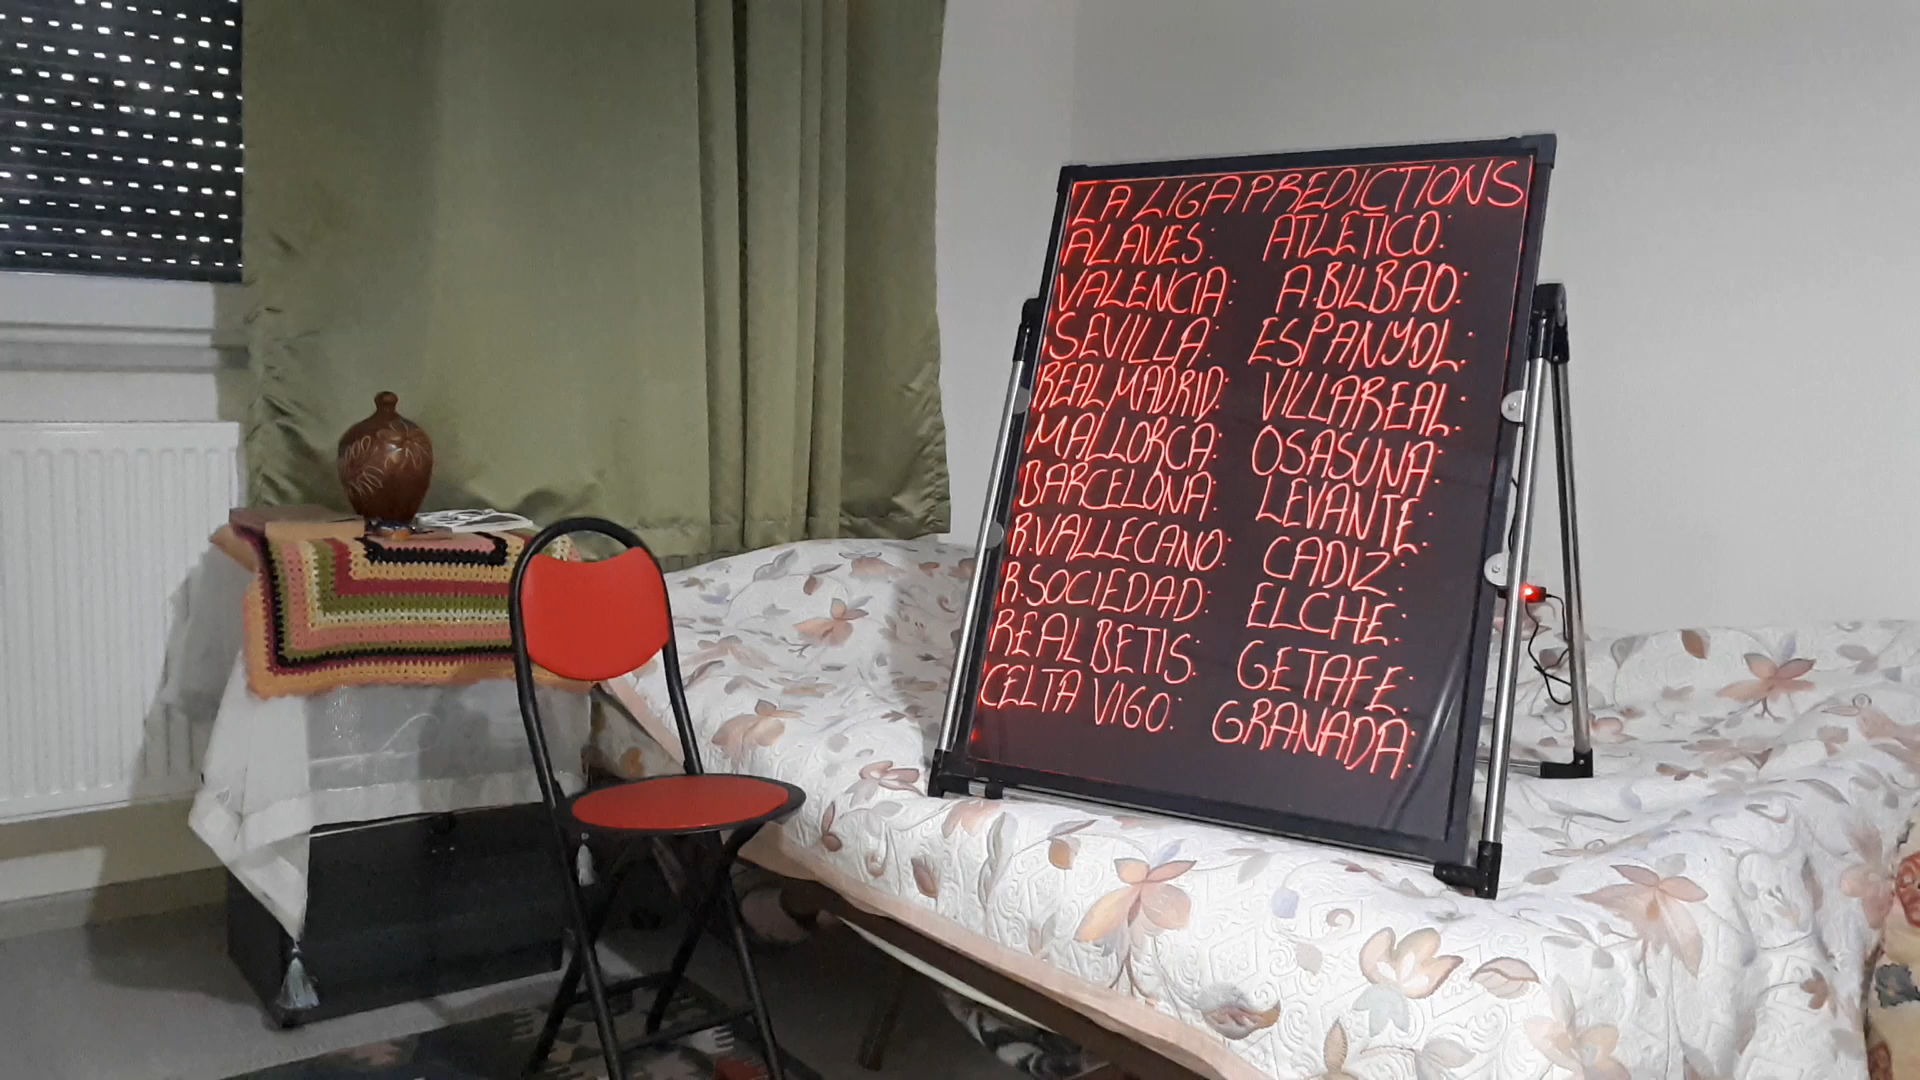 LA LIGA PREDICTIONS
ALAVES: ATLETICO:
VALENCIA: A.BILBAO:
SEVILLA: ESPANYOL:
REAL MADRID: VILLAREAL:
MALLORCA: OSASUNA:
BARCELONA: LEVANTE:
R.VALLECANO: CADIZ:
R.SOCIEDAD: ELCHE:
REAL BETIS: GETAFE:
CELTA VIGO: GRANADA: